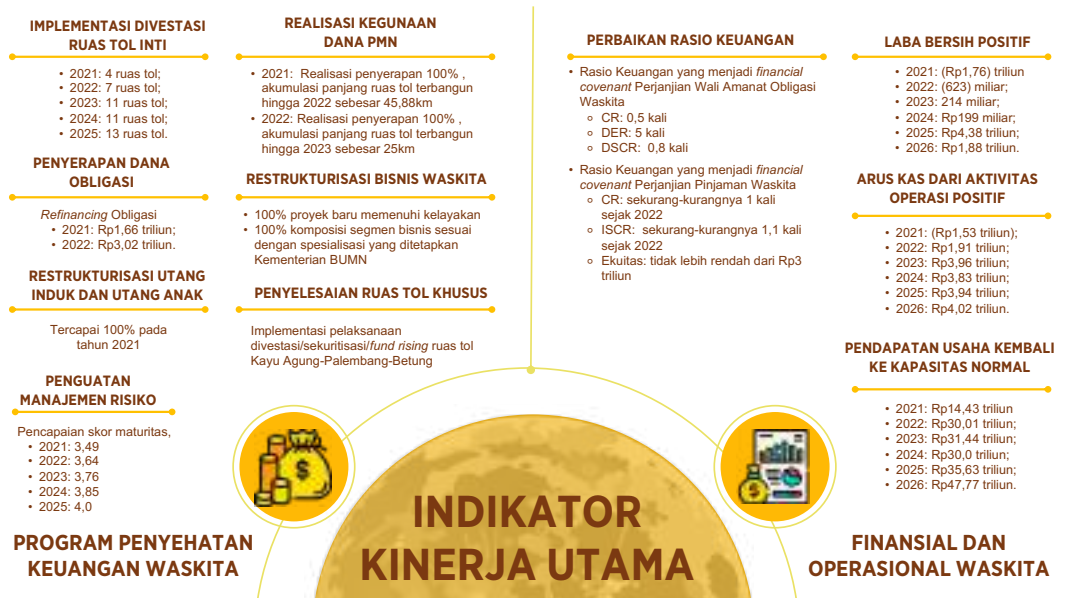 IMPLEMENTASI DIVESTASI
RUAS TOL INTI
• 2021: 4 ruas tol;
• 2022: 7 ruas tol;
• 2023: 11 ruas tol;
• 2024: 11 ruas tol;
• 2025: 13 ruas tol.
PENYERAPAN DANA
OBLIGASI
Refinancing Obligasi
• 2021: Rp1,66 triliun;
• 2022: Rp3,02 triliun.
RESTRUKTURISASI UTANG
INDUK DAN UTANG ANAK
Tercapai 100% pada
tahun 2021
PENGUATAN
MANAJEMEN RISIKO
Pencapaian skor maturitas,
• 2021: 3,49
• 2022: 3,64
• 2023: 3,76
• 2024: 3,85
• 2025: 4,0
REALISASI KEGUNAAN
DANA PMN
• 2021: Realisasi penyerapan 100% ,
akumulasi panjang ruas tol terbangun
hingga 2022 sebesar 45,88km
• 2022: Realisasi penyerapan 100% ,
akumulasi panjang ruas tol terbangun
hingga 2023 sebesar 25km
RESTRUKTURISASI BISNIS WASKITA
• 100% proyek baru memenuhi kelayakan
• 100% komposisi segmen bisnis sesuai
dengan spesialisasi yang ditetapkan
Kementerian BUMN
PENYELESAIAN RUAS TOL KHUSUS
Implementasi pelaksanaan
divestasi/sekuritisasi/fund rising ruas tol
Kayu Agung-Palembang-Betung
PROGRAM PENYEHATAN
KEUANGAN WASKITA
INDIKATOR
KINERJA UTAMA
PERBAIKAN RASIO KEUANGAN
• Rasio Keuangan yang menjadi financial
covenant Perjanjian Wali Amanat Obligasi
Waskita
◦ CR: 0,5 kali
◦ DER: 5 kali
◦ DSCR: 0,8 kali
• Rasio Keuangan yang menjadi financial
covenant Perjanjian Pinjaman Waskita
◦ CR: sekurang-kurangnya 1 kali
sejak 2022
◦ ISCR: sekurang-kurangnya 1,1 kali
sejak 2022
◦ Ekuitas: tidak lebih rendah dari Rp3
triliun
LABA BERSIH POSITIF
• 2021: (Rp1,76) triliun
• 2022: (623) miliar;
• 2023: 214 miliar;
• 2024: Rp199 miliar;
• 2025: Rp4,38 triliun;
• 2026: Rp1,88 triliun.
ARUS KAS DARI AKTIVITAS
OPERASI POSITIF
• 2021: (Rp1,53 triliun);
• 2022: Rp1,91 triliun;
• 2023: Rp3,96 triliun;
• 2024: Rp3,83 triliun;
• 2025: Rp3,94 triliun;
• 2026: Rp4,02 triliun.
PENDAPATAN USAHA KEMBALI
KE KAPASITAS NORMAL
• 2021: Rp14,43 triliun
• 2022: Rp30,01 triliun;
• 2023: Rp31,44 triliun;
• 2024: Rp30,0 triliun;
• 2025: Rp35,63 triliun;
• 2026: Rp47,77 triliun.
FINANSIAL DAN
OPERASIONAL WASKITA